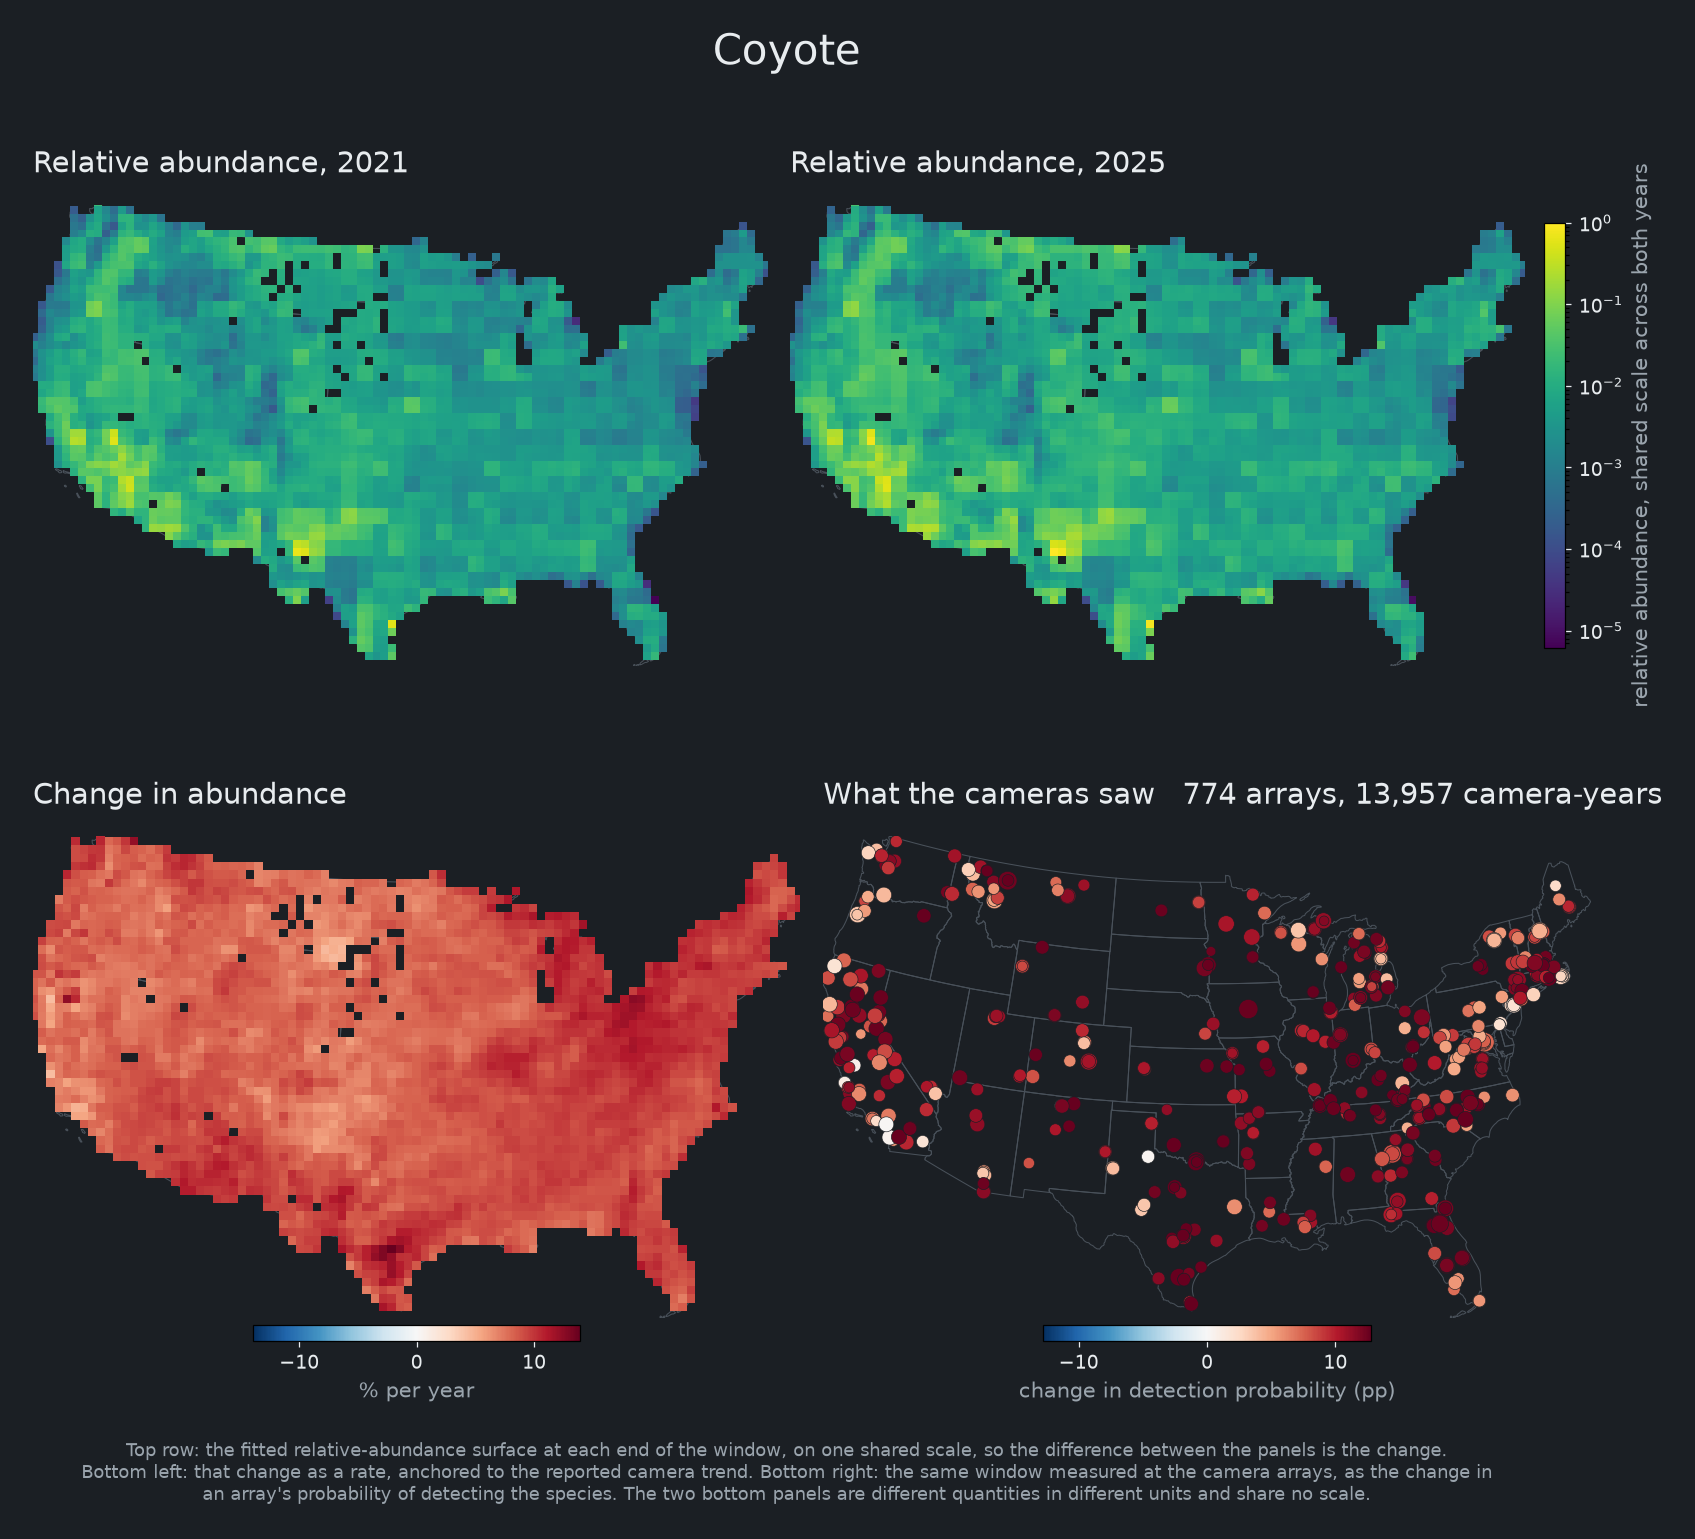 Coyote
Relative abundance, 2021
Relative abundance, 2025
10⁰
10⁻¹
10⁻²
10⁻³
10⁻⁴
10⁻⁵
relative abundance, shared scale across both years
Change in abundance
What the cameras saw 774 arrays, 13,957 camera-years
−10 0 10
% per year
−10 0 10
change in detection probability (pp)
Top row: the fitted relative-abundance surface at each end of the window, on one shared scale, so the difference between the panels is the change.
Bottom left: that change as a rate, anchored to the reported camera trend. Bottom right: the same window measured at the camera arrays, as the change in
an array's probability of detecting the species. The two bottom panels are different quantities in different units and share no scale.